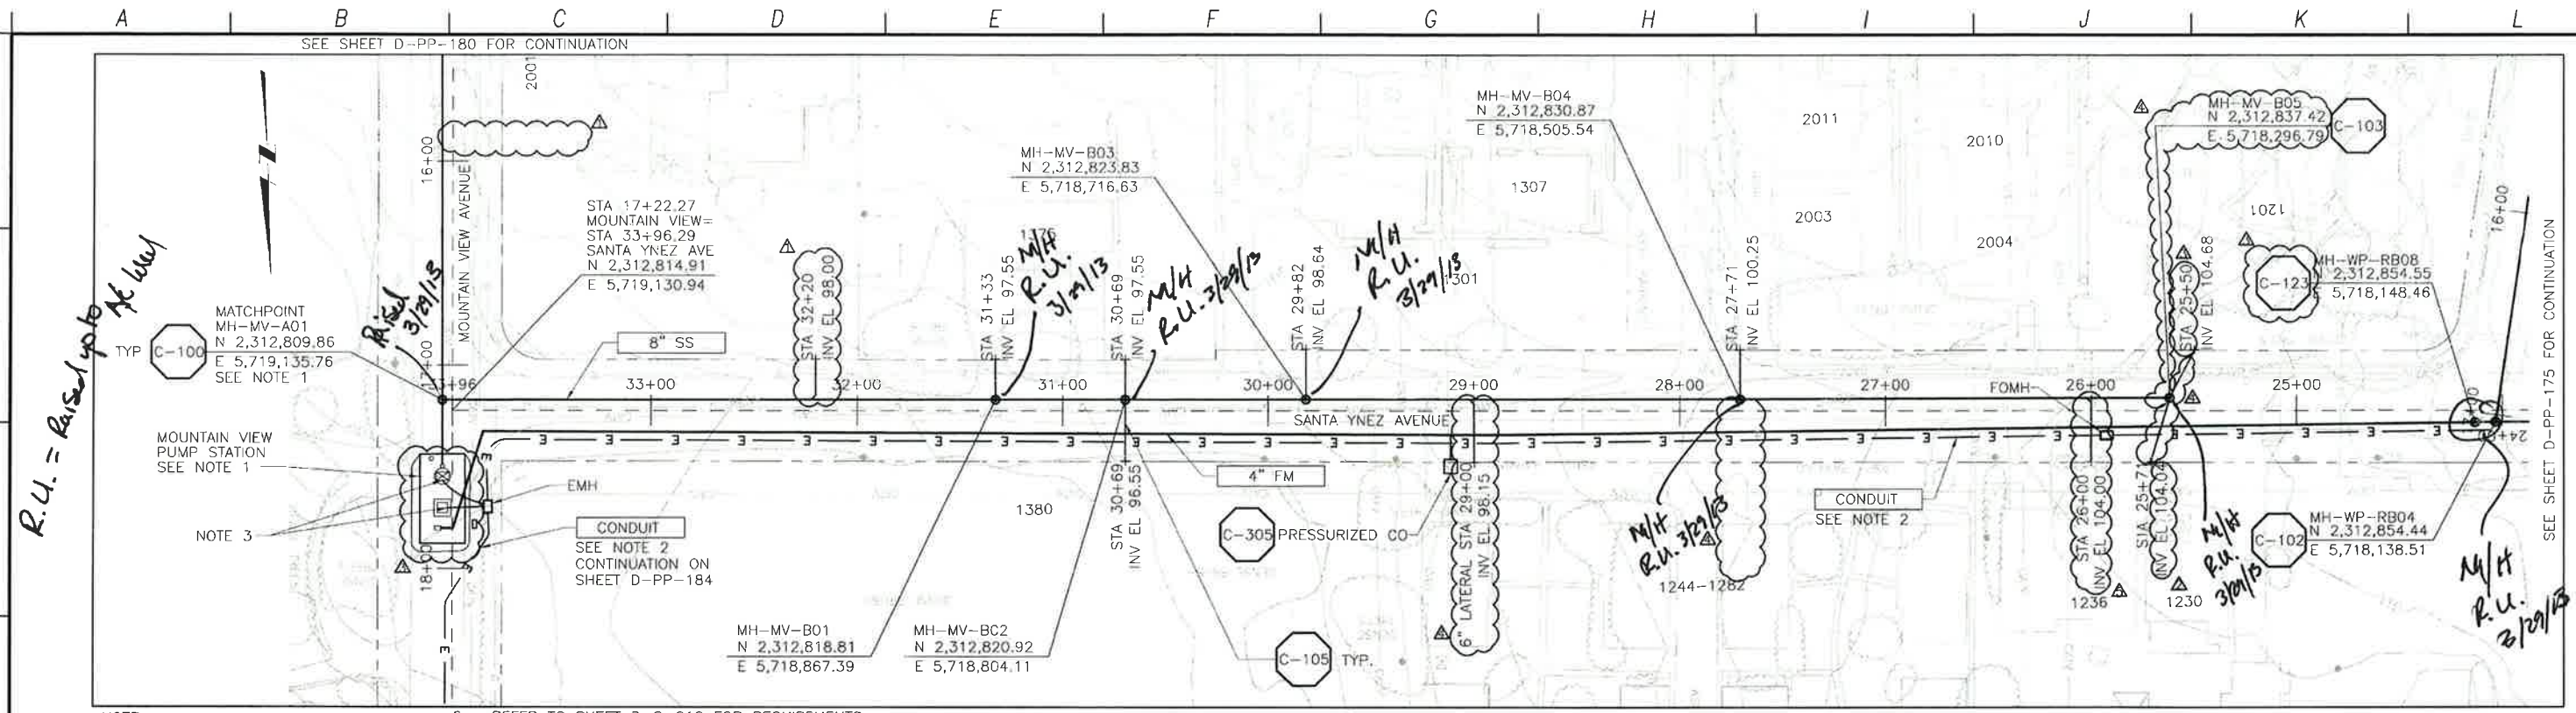 A B C D E F G H I J K L
SEE SHEET D-PP-180 FOR CONTINUATION
2001
16+00
MOUNTAIN VIEW AVENUE
17+00
STA 17+22.27
MOUNTAIN VIEW=
STA 33+96.29
SANTA YNEZ AVE
N 2,312,814.91
E 5,719,130.94
MATCHPOINT
MH-MV-A01
N 2,312,809.86
E 5,719,135.76
SEE NOTE 1
TYP
C-100
R.U. = Raised up to A/C level
Raised
3/29/13
8" SS
STA 32+20
INV EL 98.00
MH-MV-B03
N 2,312,823.83
E 5,718,716.63
STA 31+33
INV EL 97.55
M/H
R.U.
3/29/13
STA 30+69
INV EL 97.55
M/H
R.U. 3/29/13
STA 29+82
INV EL 98.64
M/H
R.U.
3/29/13
1301
1307
MH-MV-B04
N 2,312,830.87
E 5,718,505.54
STA 27+71
INV EL 100.25
2011
2003
2010
2004
MH-MV-B05
N 2,312,837.42
E 5,718,296.79
C-103
1201
STA 25+60
INV EL 104.68
C-123
MH-WP-RB08
N 2,312,854.55
E 5,718,148.46
16+00
SEE SHEET D-PP-175 FOR CONTINUATION
33+00
32+00
31+00
30+00
29+00
28+00
27+00
26+00
25+00
FOMH
SANTA YNEZ AVENUE
MOUNTAIN VIEW
PUMP STATION
SEE NOTE 1
NOTE 3
18+00
EMH
CONDUIT
SEE NOTE 2
CONTINUATION ON
SHEET D-PP-184
1380
STA 30+69
INV EL 96.55
4" FM
C-305
PRESSURIZED CO
6" LATERAL STA 29+00
INV EL 98.15
M/H
R.U. 3/29/13
1244-1282
CONDUIT
SEE NOTE 2
STA 26+00
INV EL 104.00
1236
STA 25+71
INV EL 104.04
1230
M/H
R.U.
3/29/13
C-102
MH-WP-RB04
N 2,312,854.44
E 5,718,138.51
M/H
R.U.
3/29/13
MH-MV-B01
N 2,312,818.81
E 5,718,867.39
MH-MV-BC2
N 2,312,820.92
E 5,718,804.11
C-105
TYP.